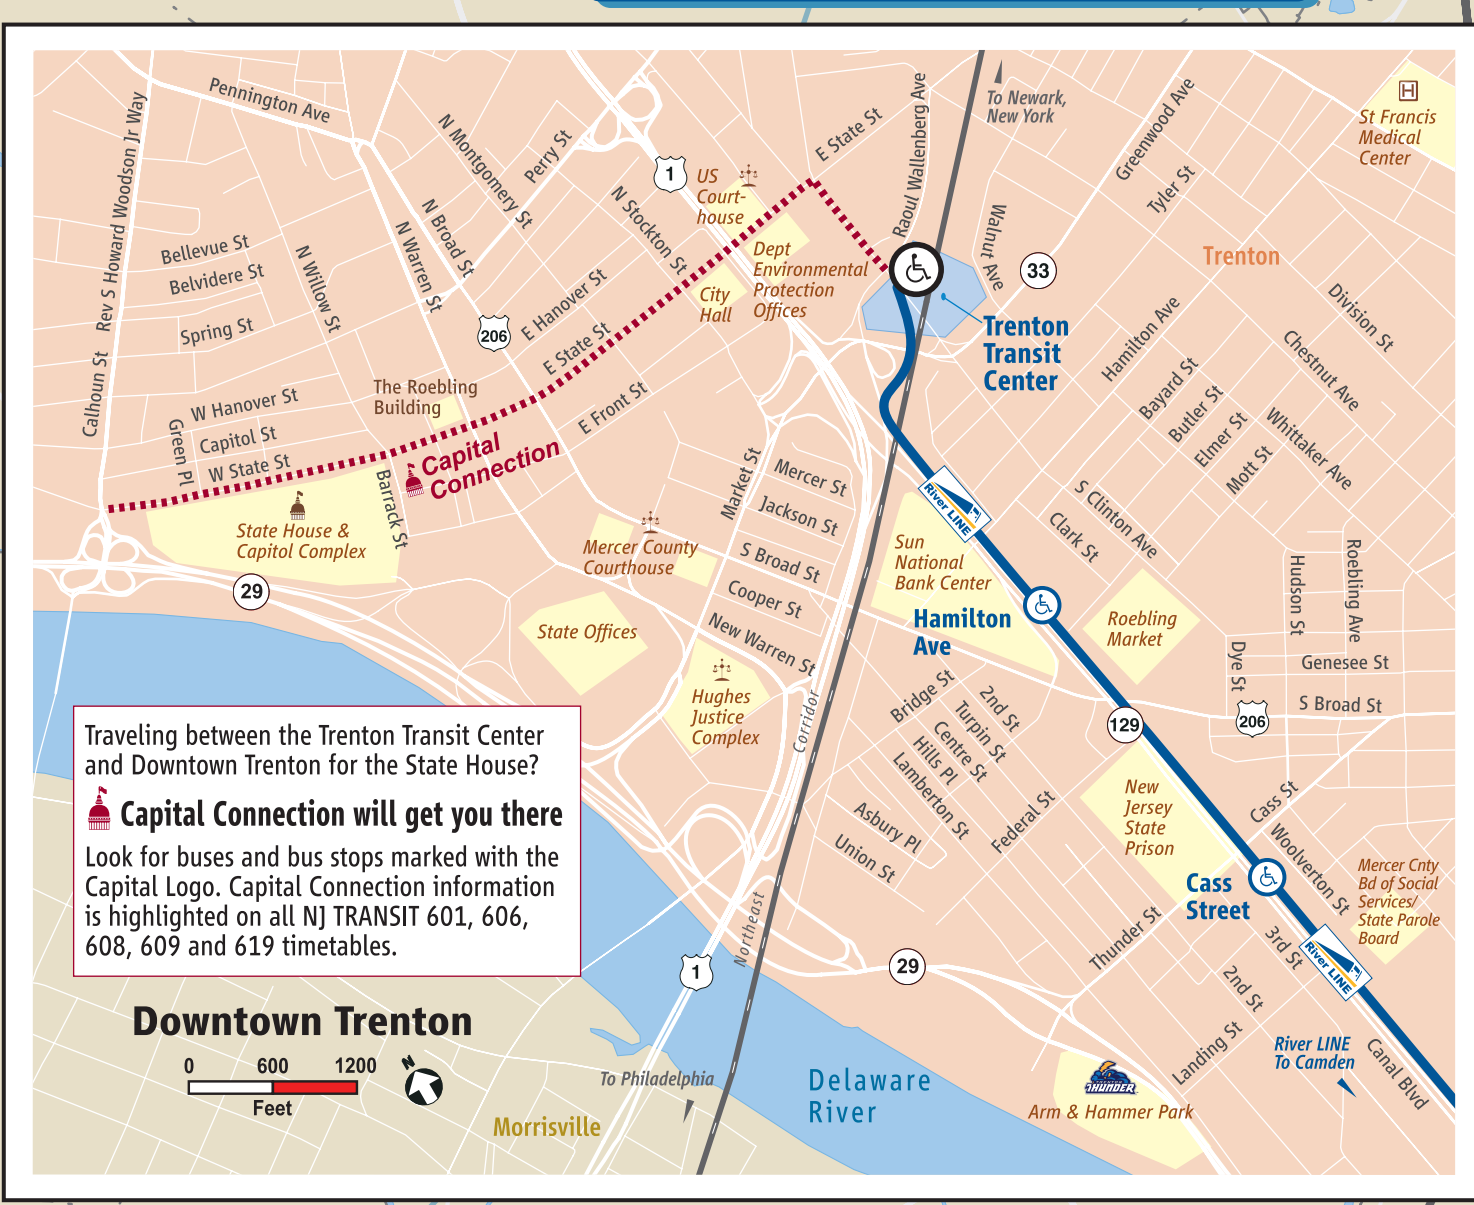 Pennington Ave
Rev S Howard Woodson Jr Way
Calhoun St
N Montgomery St
Perry St
1
US
Court-
house
E State St
Raoul Wallenberg Ave
To Newark,
New York
Greenwood Ave
H
St Francis
Medical
Center
Tyler St
Trenton
Walnut Ave
33
Bellevue St
Belvidere St
Spring St
N Willow St
N Warren St
N Broad St
N Stockton St
206
E Hanover St
E State St
E Front St
Dept
Environmental
Protection
Offices
City
Hall
Trenton
Transit
Center
Hamilton Ave
Division St
Chestnut Ave
Whittaker Ave
Bayard St
Butler St
Elmer St
Mott St
S Clinton Ave
Clark St
The Roebling
Building
W Hanover St
Capitol St
W State St
Green Pl
Barrack St
Capital
Connection
State House &
Capitol Complex
29
Market St
Mercer St
Jackson St
S Broad St
Cooper St
New Warren St
Mercer County
Courthouse
State Offices
Hughes
Justice
Complex
River LINE
Sun
National
Bank Center
Hamilton
Ave
Roebling
Market
Hudson St
Roebling Ave
Dye St
Genesee St
S Broad St
206
129
Bridge St
2nd St
Turpin St
Centre St
Hills Pl
Lamberton St
Asbury Pl
Union St
Federal St
Northeast
Corridor
New
Jersey
State
Prison
Cass St
Woolverton St
Cass
Street
Mercer Cnty
Bd of Social
Services/
State Parole
Board
Thunder St
3rd St
2nd St
River LINE
Landing St
River LINE
To Camden
Canal Blvd
29
1
Traveling between the Trenton Transit Center
and Downtown Trenton for the State House?
Capital Connection will get you there
Look for buses and bus stops marked with the
Capital Logo. Capital Connection information
is highlighted on all NJ TRANSIT 601, 606,
608, 609 and 619 timetables.
Downtown Trenton
0 600 1200
Feet
N
To Philadelphia
Morrisville
Delaware
River
TRENTON
THUNDER
Arm & Hammer Park